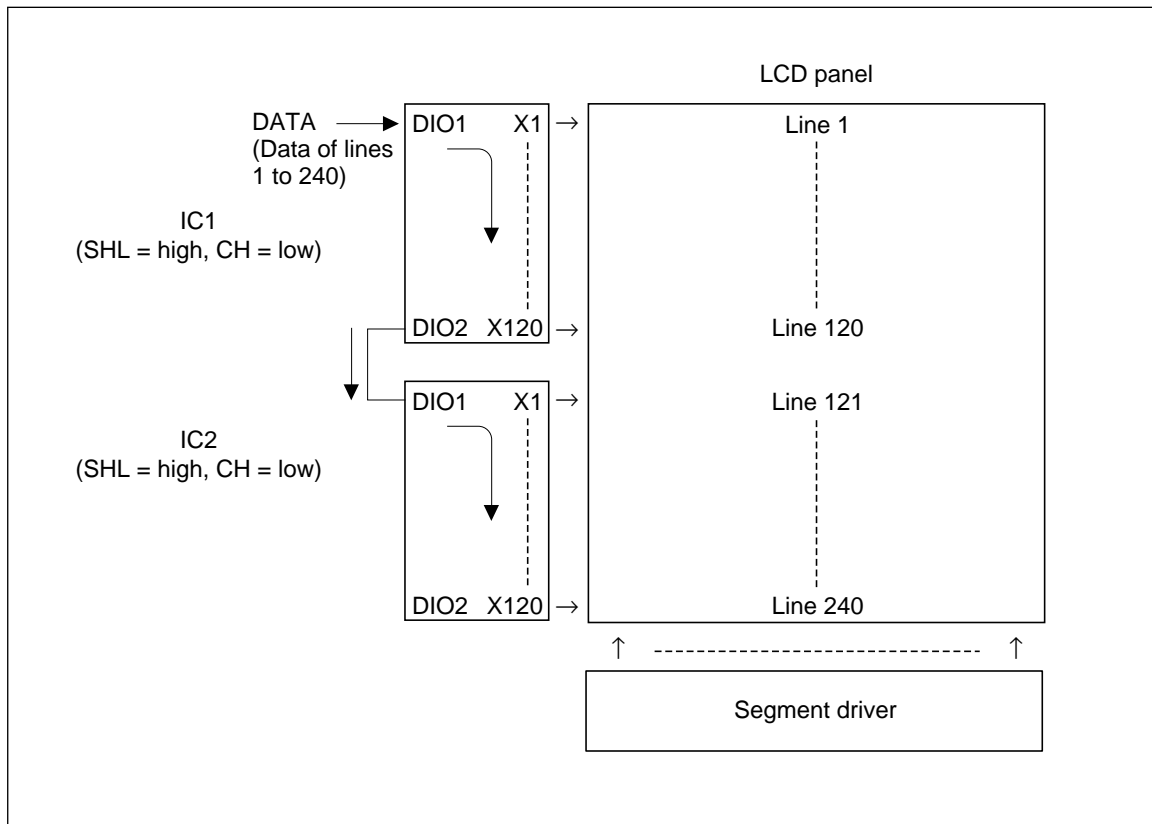 LCD panel
DATA
(Data of lines
1 to 240)
DIO1 X1 →
Line 1
IC1
(SHL = high, CH = low)
DIO2 X120 →
Line 120
DIO1 X1 →
Line 121
IC2
(SHL = high, CH = low)
DIO2 X120 →
Line 240
↑ ↑
Segment driver